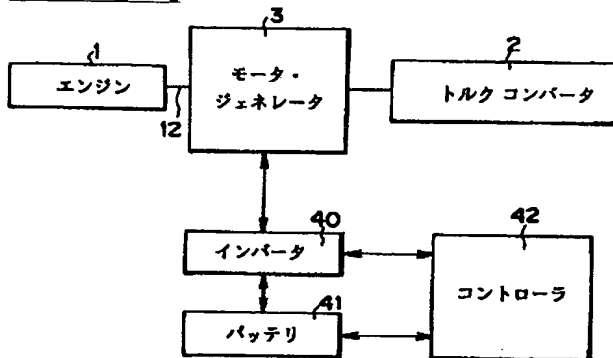 1
エンジン
12
3
モータ・
ジェネレータ
2
トルク コンバータ
40
インバータ
41
バッテリ
42
コントローラ